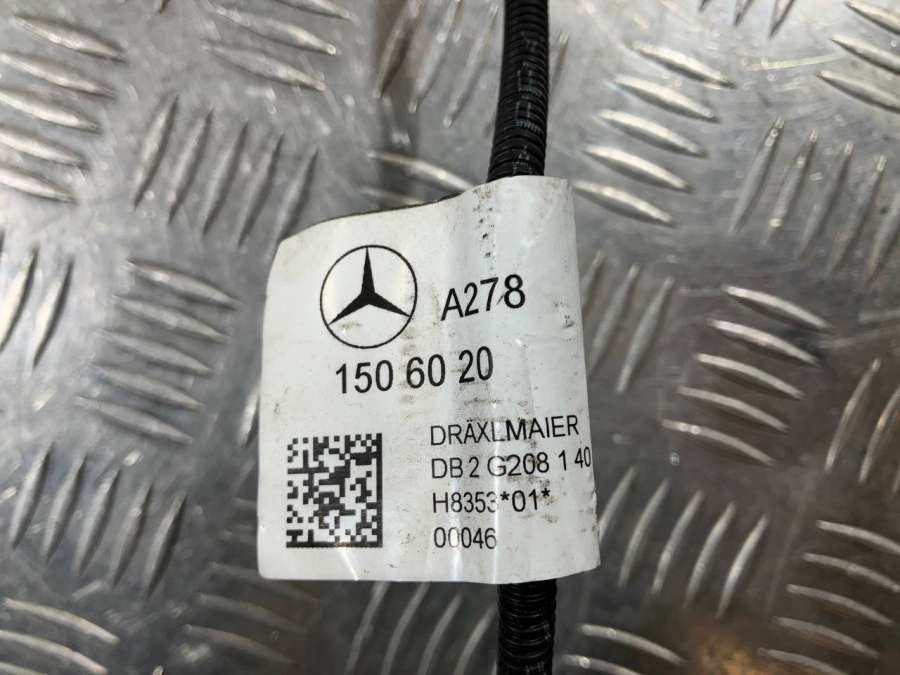 A278
150 60 20
DRÄXLMAIER
DB 2 G208 1 40
H8353*01*
00046